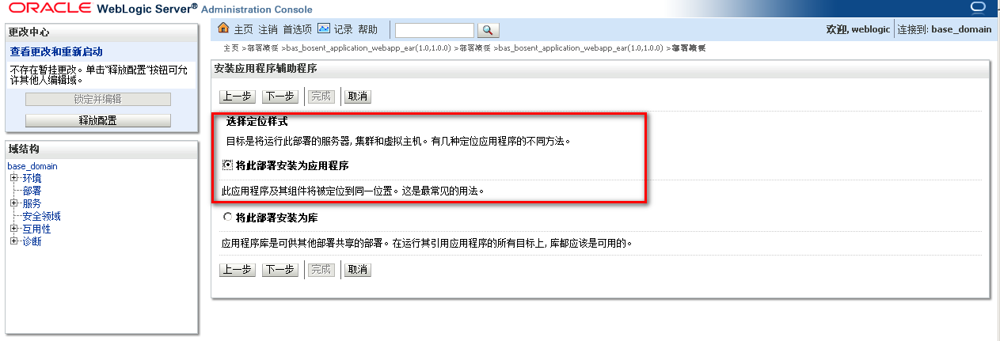 ORACLE WebLogic Server® Administration Console
更改中心
查看更改和重新启动
不存在暂挂更改。单击“释放配置”按钮可允
许其他人编辑域。
锁定并编辑
释放配置
域结构
base_domain
环境
部署
服务
安全领域
互用性
诊断
主页 注销 首选项 记录 帮助
欢迎, weblogic 连接到: base_domain
主页 >部署概要 >bas_bosent_application_webapp_ear(1.0,1.0.0) >部署概要 >bas_bosent_application_webapp_ear(1.0,1.0.0) >部署概要
安装应用程序辅助程序
上一步 下一步 完成 取消
选择定位样式
目标是将运行此部署的服务器, 集群和虚拟主机。有几种定位应用程序的不同方法。
将此部署安装为应用程序
此应用程序及其组件将被定位到同一位置。这是最常见的用法。
将此部署安装为库
应用程序库是可供其他部署共享的部署。在运行其引用应用程序的所有目标上, 库都应该是可用的。
上一步 下一步 完成 取消